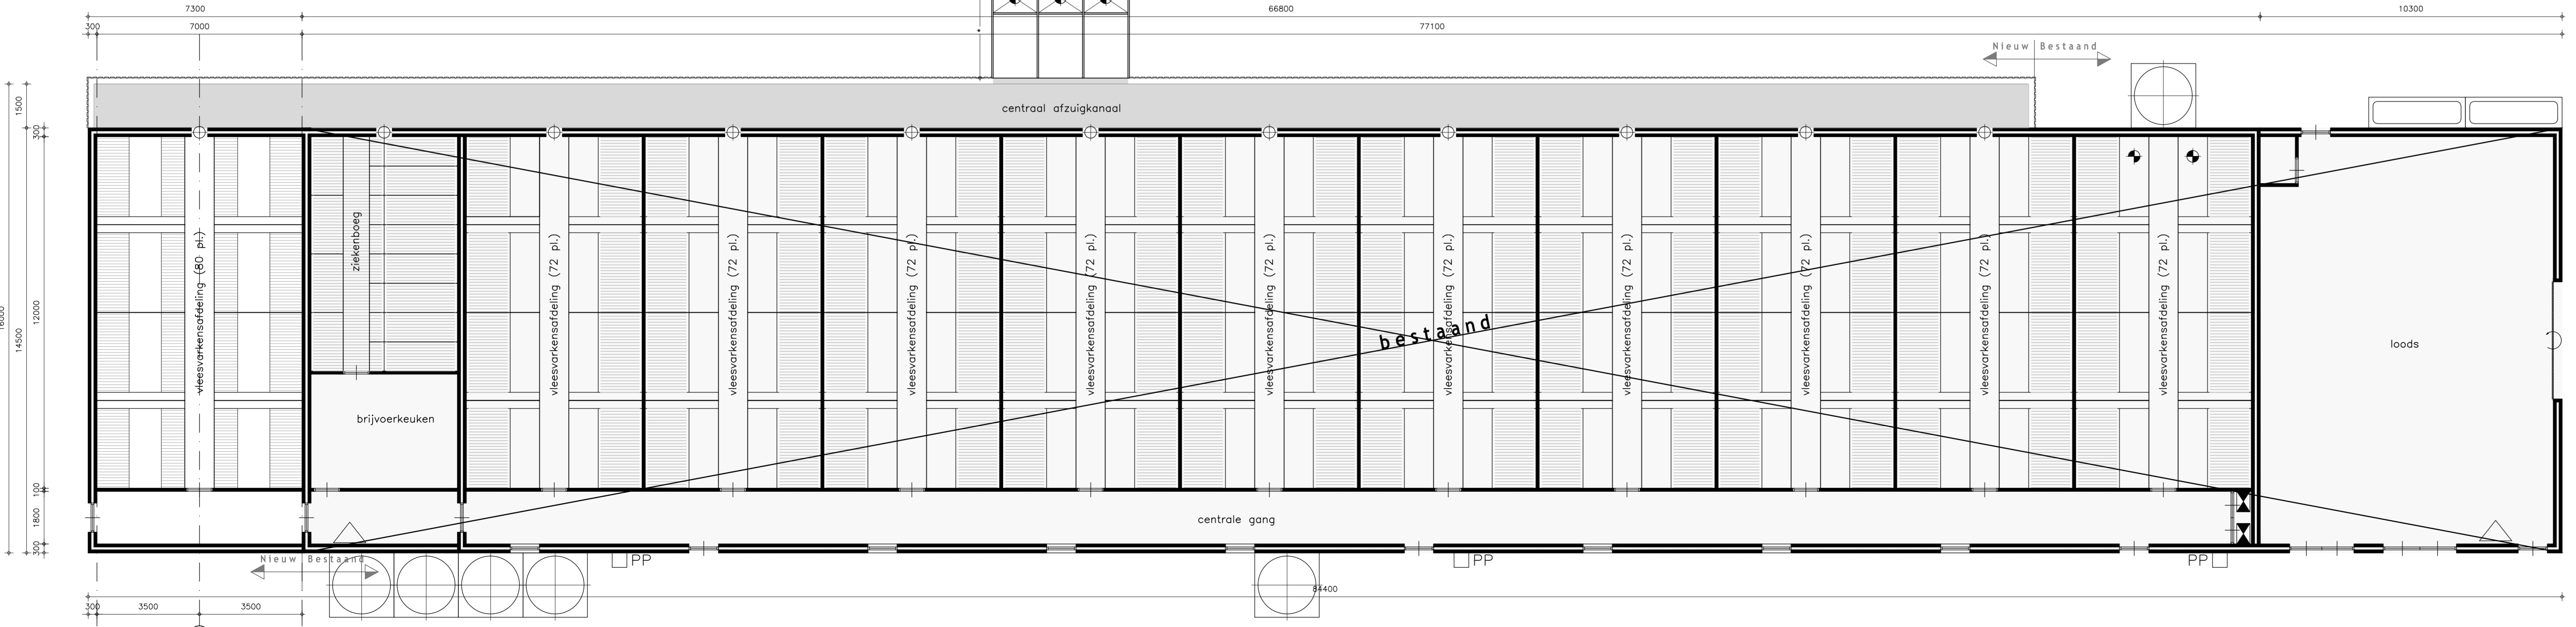 7300
66800
10300
300
7000
77100
Nieuw Bestaand
1500
centraal afzuigkanaal
300
vleesvarkensafdeling (80 pl.)
ziekenboeg
vleesvarkensafdeling (72 pl.)
vleesvarkensafdeling (72 pl.)
vleesvarkensafdeling (72 pl.)
vleesvarkensafdeling (72 pl.)
vleesvarkensafdeling (72 pl.)
vleesvarkensafdeling (72 pl.)
vleesvarkensafdeling (72 pl.)
vleesvarkensafdeling (72 pl.)
vleesvarkensafdeling (72 pl.)
vleesvarkensafdeling (72 pl.)
12000
14500
bestaand
loods
brijvoerkeuken
100
1800
centrale gang
300
Nieuw Bestaand
PP
PP
PP
84400
300
3500
3500